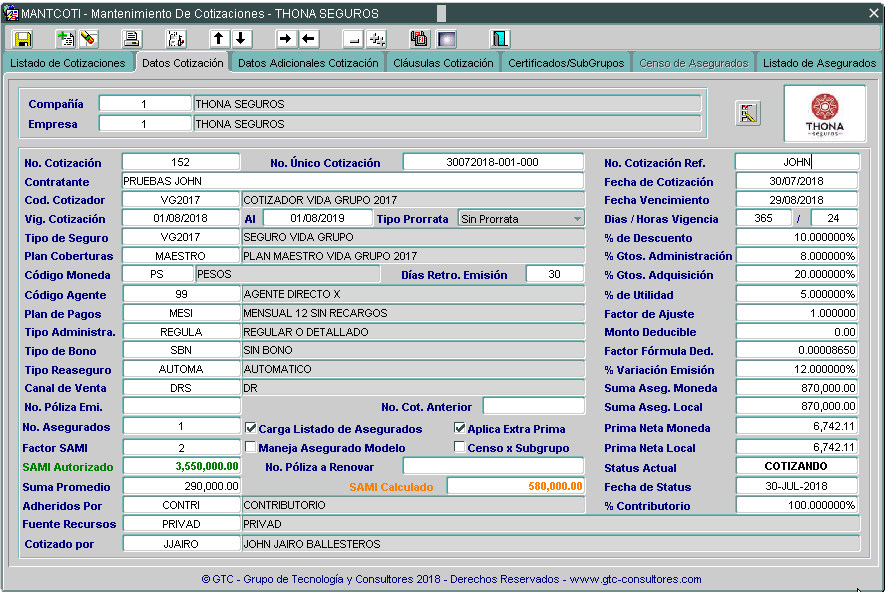 MANTCOTI - Mantenimiento De Cotizaciones - THONA SEGUROS
Listado de Cotizaciones Datos Cotización Datos Adicionales Cotización Cláusulas Cotización Certificados/SubGrupos Censo de Asegurados Listado de Asegurados
Compañía 1 THONA SEGUROS
Empresa 1 THONA SEGUROS
THONA
seguros
No. Cotización 152 No. Único Cotización 30072018-001-000 No. Cotización Ref. JOHN
Contratante PRUEBAS JOHN Fecha de Cotización 30/07/2018
Cod. Cotizador VG2017 COTIZADOR VIDA GRUPO 2017 Fecha Vencimiento 29/08/2018
Vig. Cotización 01/08/2018 Al 01/08/2019 Tipo Prorrata Sin Prorrata Dias / Horas Vigencia 365 / 24
Tipo de Seguro VG2017 SEGURO VIDA GRUPO % de Descuento 10.000000%
Plan Coberturas MAESTRO PLAN MAESTRO VIDA GRUPO 2017 % Gtos. Administración 8.000000%
Código Moneda PS PESOS Días Retro. Emisión 30 % Gtos. Adquisición 20.000000%
Código Agente 99 AGENTE DIRECTO X % de Utilidad 5.000000%
Plan de Pagos MESI MENSUAL 12 SIN RECARGOS Factor de Ajuste 1.000000
Tipo Administra. REGULA REGULAR O DETALLADO Monto Deducible 0.00
Tipo de Bono SBN SIN BONO Factor Fórmula Ded. 0.00008650
Tipo Reaseguro AUTOMA AUTOMATICO % Variación Emisión 12.000000%
Canal de Venta DRS DR Suma Aseg. Moneda 870,000.00
No. Póliza Emi. No. Cot. Anterior Suma Aseg. Local 870,000.00
No. Asegurados 1 Carga Listado de Asegurados Aplica Extra Prima Prima Neta Moneda 6,742.11
Factor SAMI 2 Maneja Asegurado Modelo Censo x Subgrupo Prima Neta Local 6,742.11
SAMI Autorizado 3,550,000.00 No. Póliza a Renovar Status Actual COTIZANDO
Suma Promedio 290,000.00 SAMI Calculado 580,000.00 Fecha de Status 30-JUL-2018
Adheridos Por CONTRI CONTRIBUTORIO % Contributorio 100.000000%
Fuente Recursos PRIVAD PRIVAD
Cotizado por JJAIRO JOHN JAIRO BALLESTEROS
© GTC - Grupo de Tecnología y Consultores 2018 - Derechos Reservados - www.gtc-consultores.com